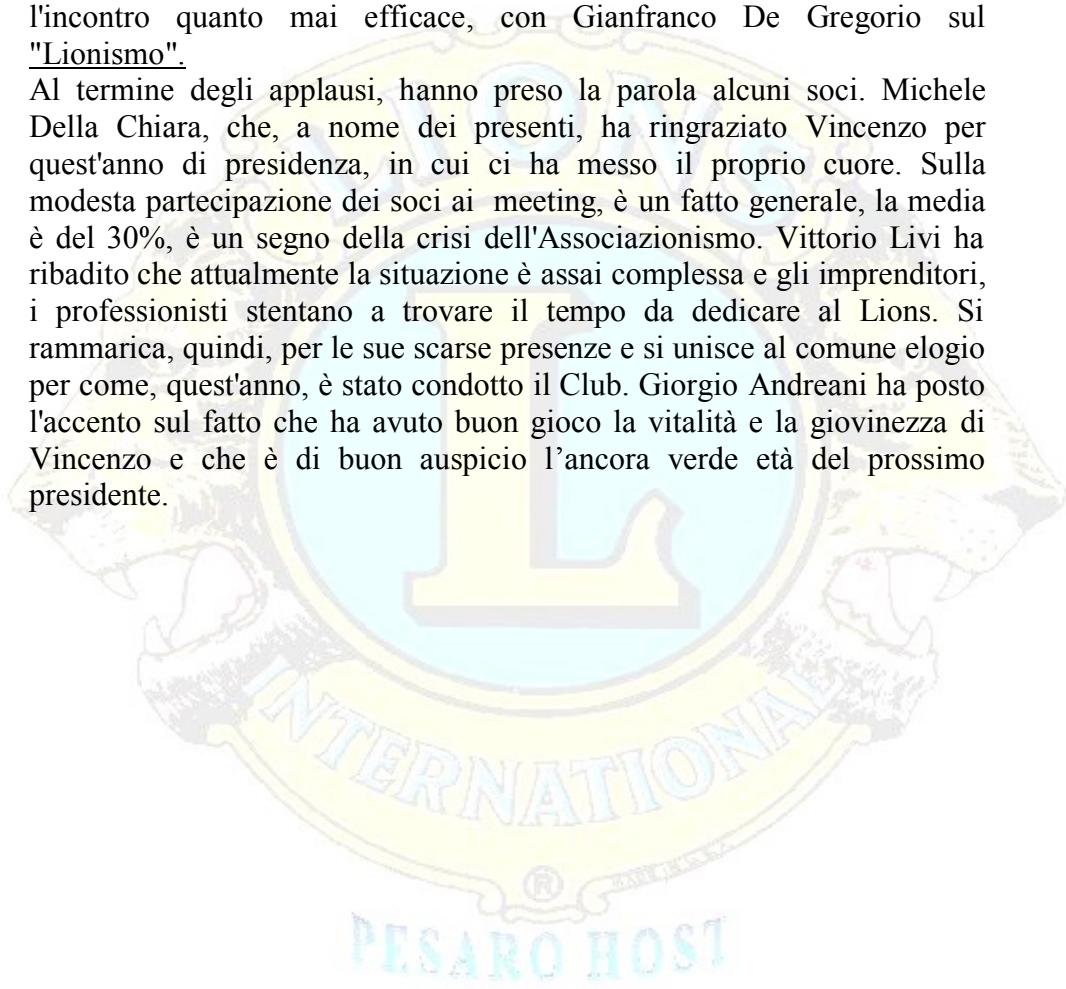 l'incontro quanto mai efficace, con Gianfranco De Gregorio sul
"Lionismo".
Al termine degli applausi, hanno preso la parola alcuni soci. Michele
Della Chiara, che, a nome dei presenti, ha ringraziato Vincenzo per
quest'anno di presidenza, in cui ci ha messo il proprio cuore. Sulla
modesta partecipazione dei soci ai  meeting, è un fatto generale, la media
è del 30%, è un segno della crisi dell'Associazionismo. Vittorio Livi ha
ribadito che attualmente la situazione è assai complessa e gli imprenditori,
i professionisti stentano a trovare il tempo da dedicare al Lions. Si
rammarica, quindi, per le sue scarse presenze e si unisce al comune elogio
per come, quest'anno, è stato condotto il Club. Giorgio Andreani ha posto
l'accento sul fatto che ha avuto buon gioco la vitalità e la giovinezza di
Vincenzo e che è di buon auspicio l’ancora verde età del prossimo
presidente.
LIONS
L
INTERNATIONAL
®
MADE IN U.S.A.
PESARO HOST